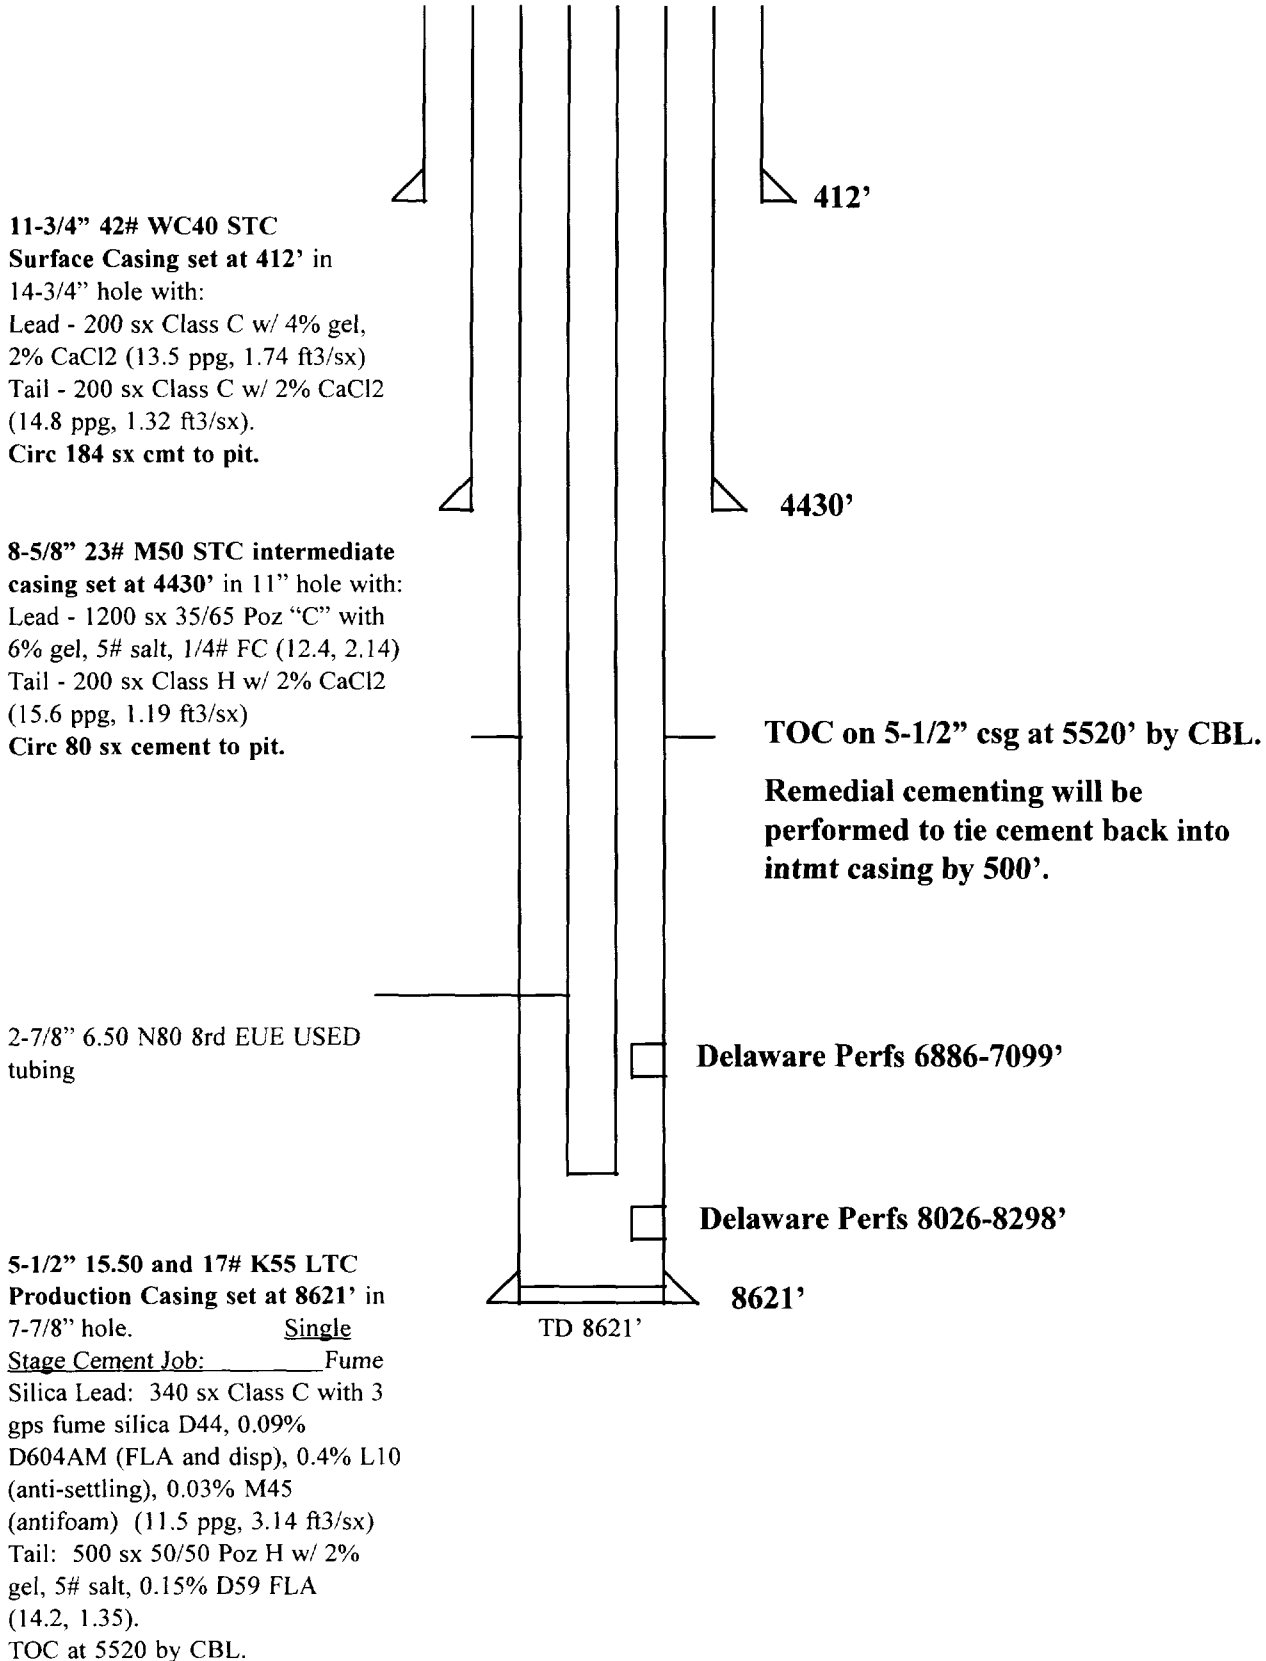 412’
11-3/4” 42# WC40 STC
Surface Casing set at 412’ in
14-3/4” hole with:
Lead - 200 sx Class C w/ 4% gel,
2% CaCl2 (13.5 ppg, 1.74 ft3/sx)
Tail - 200 sx Class C w/ 2% CaCl2
(14.8 ppg, 1.32 ft3/sx).
Circ 184 sx cmt to pit.
4430’
8-5/8” 23# M50 STC intermediate
casing set at 4430’ in 11” hole with:
Lead - 1200 sx 35/65 Poz “C” with
6% gel, 5# salt, 1/4# FC (12.4, 2.14)
Tail - 200 sx Class H w/ 2% CaCl2
(15.6 ppg, 1.19 ft3/sx)
Circ 80 sx cement to pit.
TOC on 5-1/2” csg at 5520’ by CBL.
Remedial cementing will be
performed to tie cement back into
intmt casing by 500’.
2-7/8” 6.50 N80 8rd EUE USED
tubing
Delaware Perfs 6886-7099’
Delaware Perfs 8026-8298’
8621’
TD 8621’
5-1/2” 15.50 and 17# K55 LTC
Production Casing set at 8621’ in
7-7/8” hole. Single
Stage Cement Job: Fume
Silica Lead: 340 sx Class C with 3
gps fume silica D44, 0.09%
D604AM (FLA and disp), 0.4% L10
(anti-settling), 0.03% M45
(antifoam) (11.5 ppg, 3.14 ft3/sx)
Tail: 500 sx 50/50 Poz H w/ 2%
gel, 5# salt, 0.15% D59 FLA
(14.2, 1.35).
TOC at 5520 by CBL.